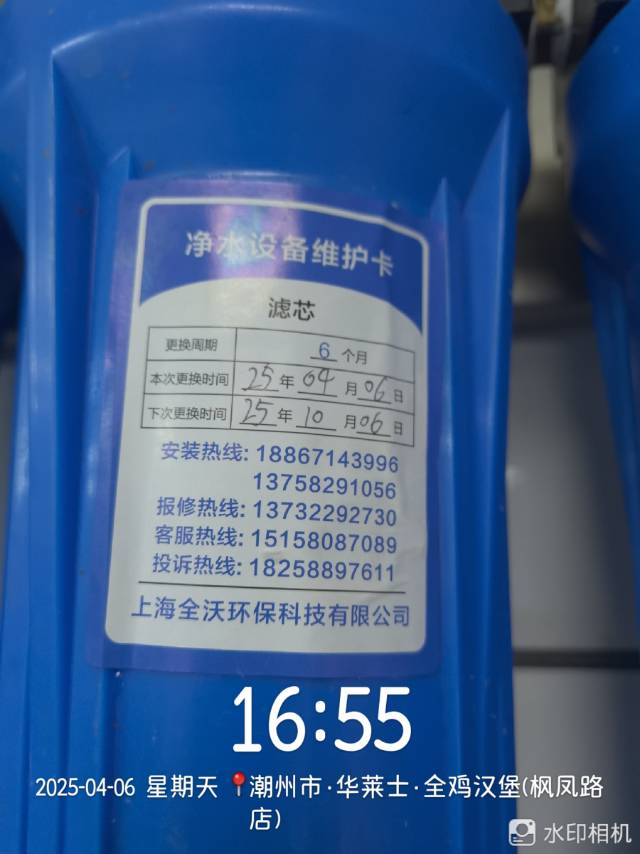 净水设备维护卡
滤芯
更换周期 6 个月
本次更换时间 25 年 04 月 06 日
下次更换时间 25 年 10 月 06 日
安装热线: 18867143996
13758291056
报修热线: 13732292730
客服热线: 15158087089
投诉热线: 18258897611
上海全沃环保科技有限公司
16:55
2025-04-06 星期天 📍潮州市·华莱士·全鸡汉堡(枫凤路
店)
水印相机